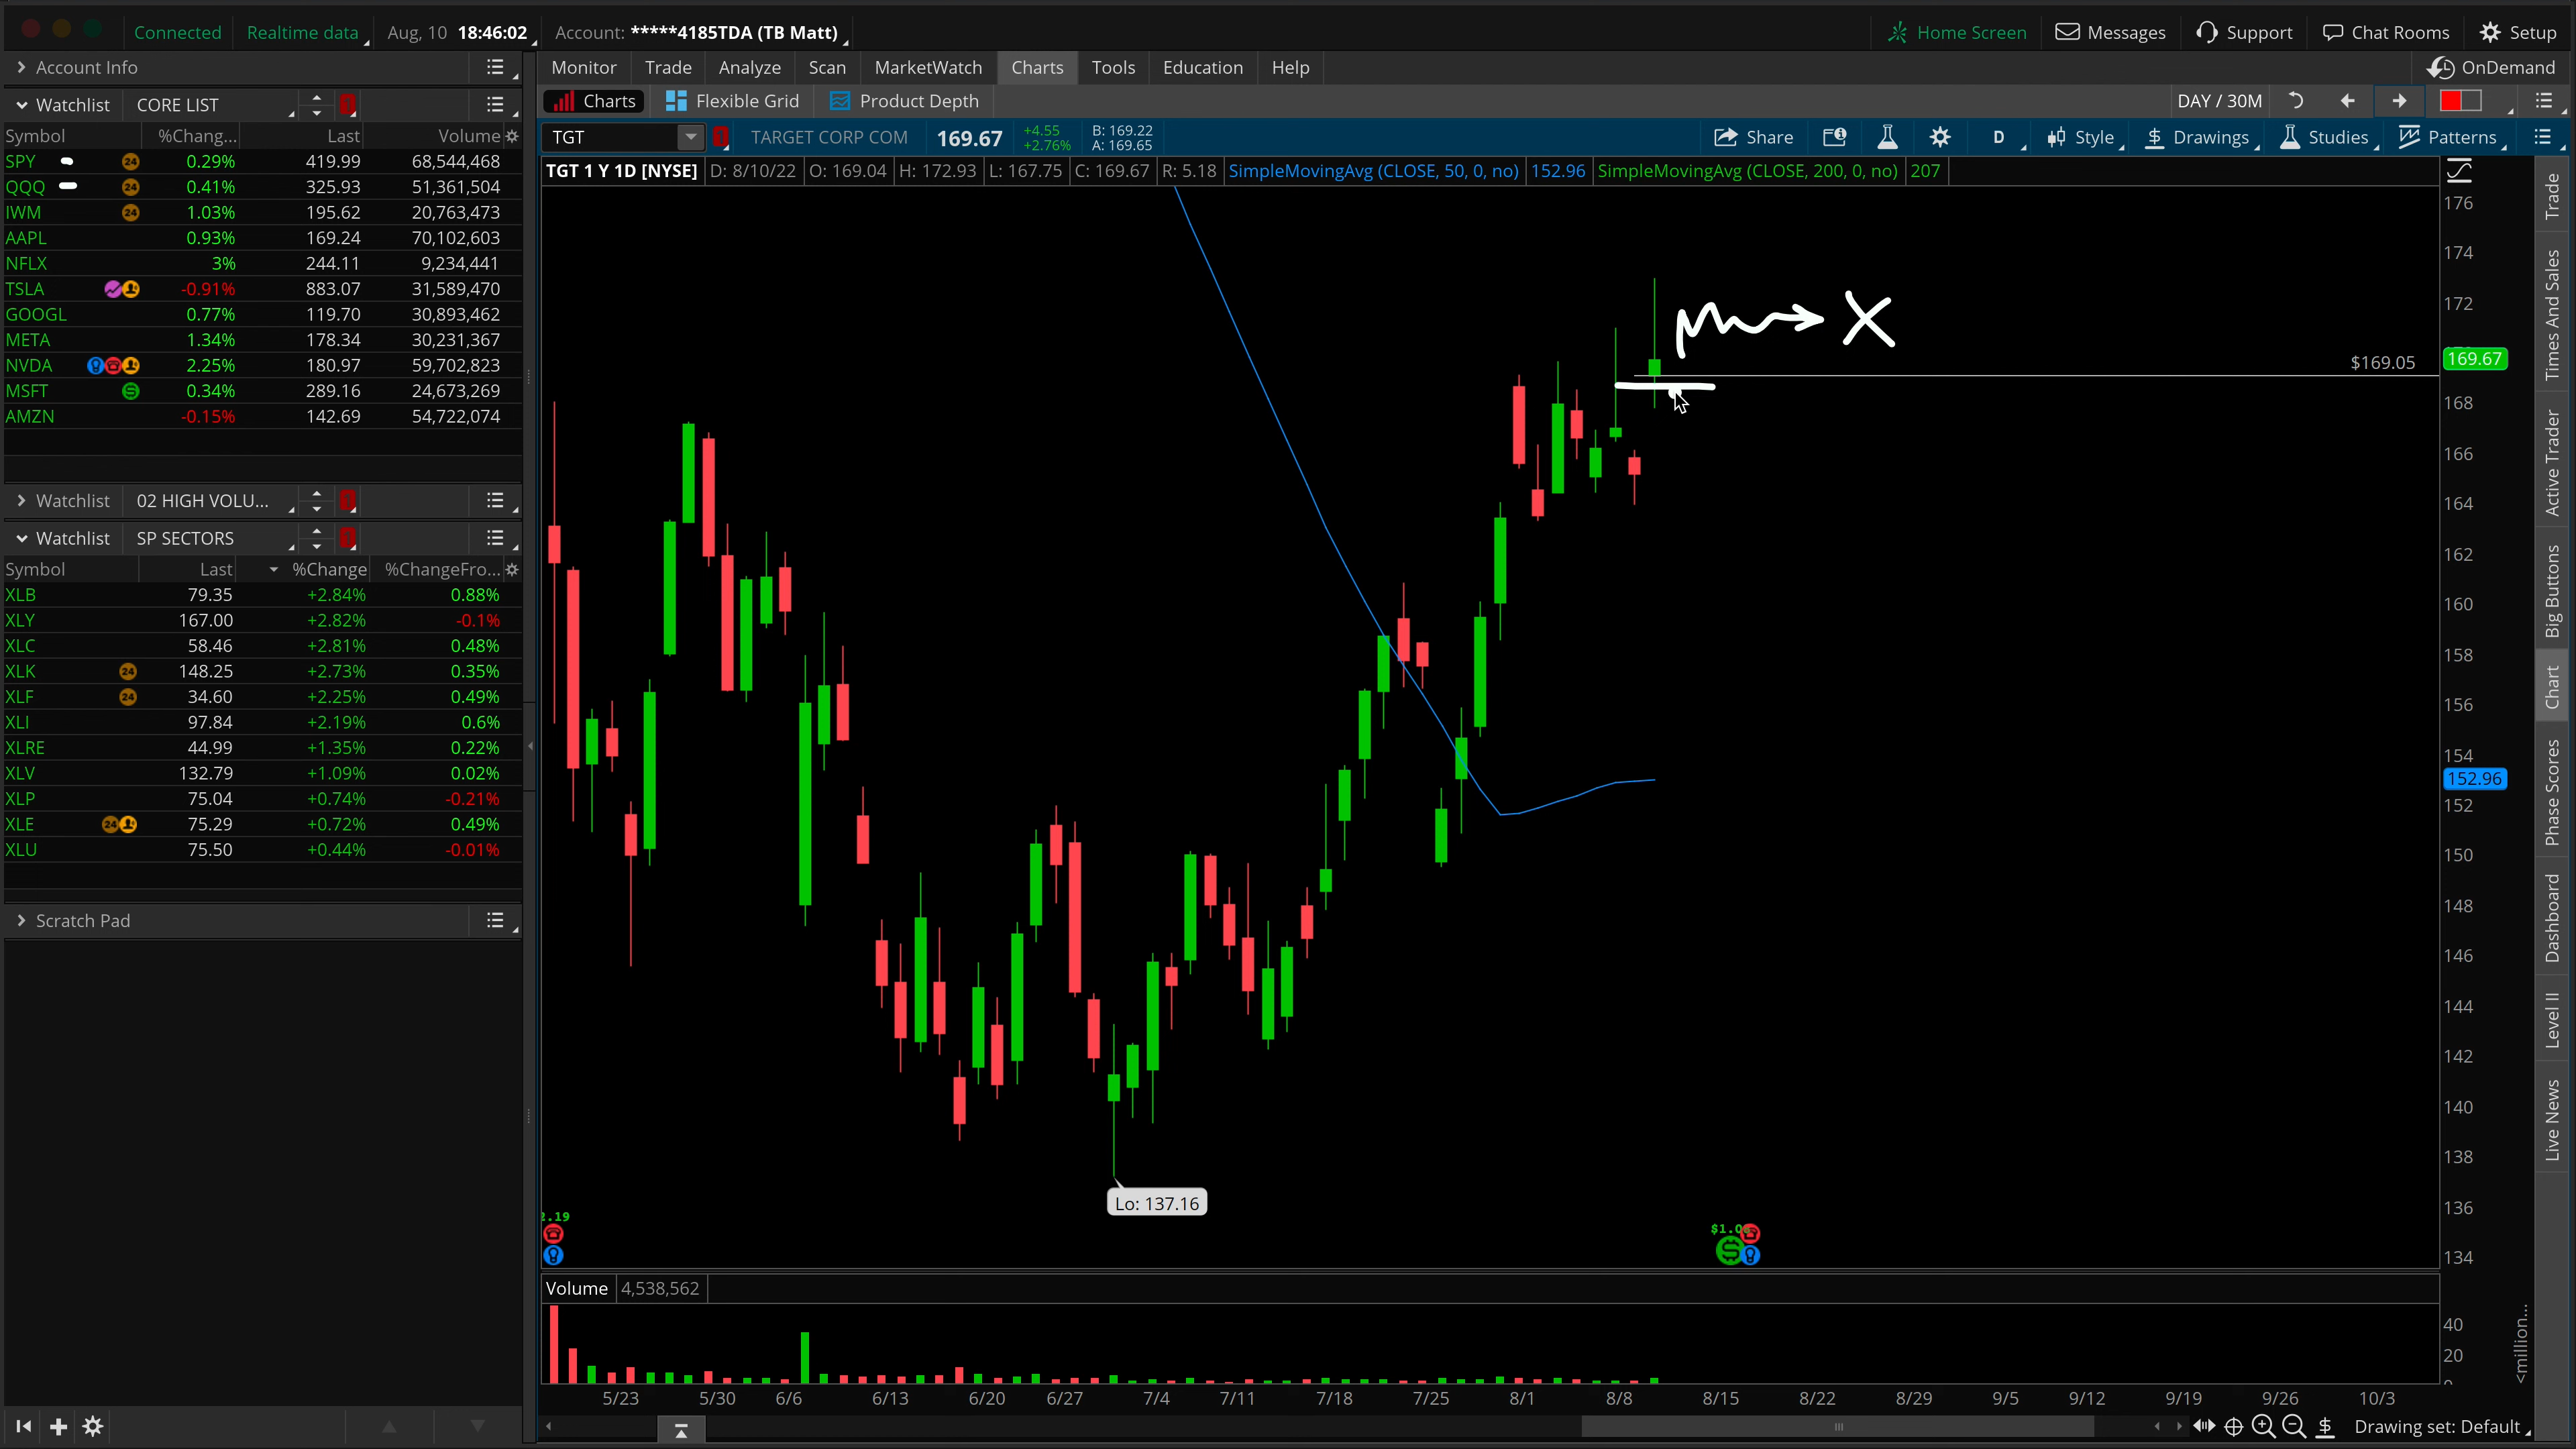 Connected Realtime data Aug, 10 18:46:02 Account: *****4185TDA (TB Matt) Home Screen Messages Support Chat Rooms Setup
Account Info
Monitor Trade Analyze Scan MarketWatch Charts Tools Education Help OnDemand
Watchlist CORE LIST
Charts Flexible Grid Product Depth DAY / 30M
Symbol %Chang... Last Volume
SPY 24 0.29% 419.99 68,544,468
QQQ 24 0.41% 325.93 51,361,504
IWM 24 1.03% 195.62 20,763,473
AAPL 0.93% 169.24 70,102,603
NFLX 3% 244.11 9,234,441
TSLA -0.91% 883.07 31,589,470
GOOGL 0.77% 119.70 30,893,462
META 1.34% 178.34 30,231,367
NVDA 2.25% 180.97 59,702,823
MSFT 0.34% 289.16 24,673,269
AMZN -0.15% 142.69 54,722,074
Watchlist 02 HIGH VOLU...
Watchlist SP SECTORS
Symbol Last %Change %ChangeFro...
XLB 79.35 +2.84% 0.88%
XLY 167.00 +2.82% -0.1%
XLC 58.46 +2.81% 0.48%
XLK 24 148.25 +2.73% 0.35%
XLF 24 34.60 +2.25% 0.49%
XLI 97.84 +2.19% 0.6%
XLRE 44.99 +1.35% 0.22%
XLV 132.79 +1.09% 0.02%
XLP 75.04 +0.74% -0.21%
XLE 24 75.29 +0.72% 0.49%
XLU 75.50 +0.44% -0.01%
Scratch Pad
TGT TARGET CORP COM 169.67 +4.55 +2.76% B: 169.22 A: 169.65 Share D Style Drawings Studies Patterns
TGT 1 Y 1D [NYSE] D: 8/10/22 O: 169.04 H: 172.93 L: 167.75 C: 169.67 R: 5.18 SimpleMovingAvg (CLOSE, 50, 0, no) 152.96 SimpleMovingAvg (CLOSE, 200, 0, no) 207
X
$169.05
169.67
152.96
176
174
172
168
166
164
162
160
158
156
154
152
150
148
146
144
142
140
138
136
134
Lo: 137.16
2.19
Volume 4,538,562
40
20
<million...
5/23 5/30 6/6 6/13 6/20 6/27 7/4 7/11 7/18 7/25 8/1 8/8 8/15 8/22 8/29 9/5 9/12 9/19 9/26 10/3
Drawing set: Default
Trade
Times And Sales
Active Trader
Big Buttons
Chart
Phase Scores
Dashboard
Level II
Live News